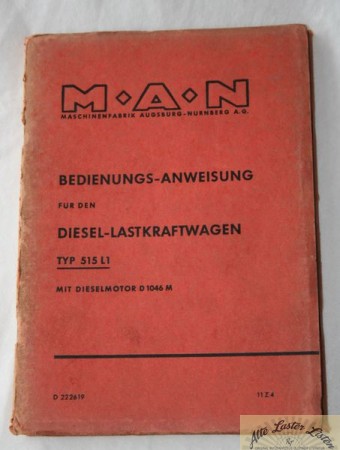 M·A·N
MASCHINENFABRIK AUGSBURG-NÜRNBERG A.G.
BEDIENUNGS-ANWEISUNG
FÜR DEN
DIESEL-LASTKRAFTWAGEN
TYP 515 L1
MIT DIESELMOTOR D 1046 M
11 Z 4
Alte Laster Listen